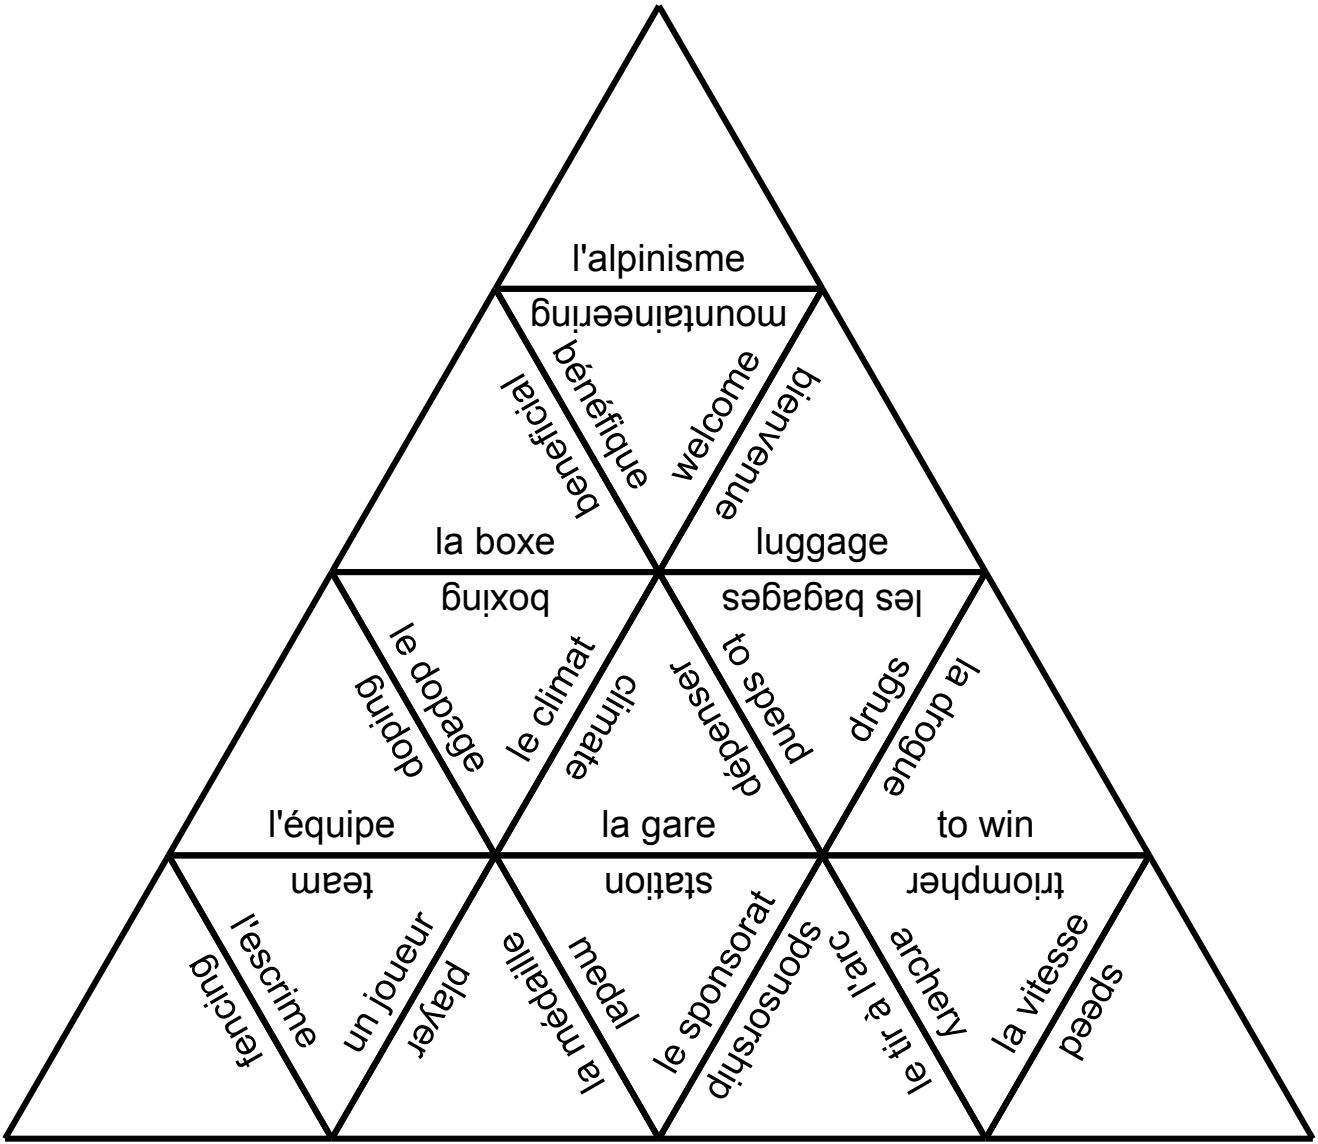 l'alpinisme
mountaineering
bénéfique
welcome
beneficial
bienvenue
la boxe
luggage
boxing
les bagages
le dopage
le climat
to spend
drugs
doping
climate
dépenser
la drogue
l'équipe
la gare
to win
team
station
triompher
l'escrime
un joueur
medal
le sponsorat
archery
la vitesse
fencing
player
la médaille
sponsorship
le tir à l'arc
speed